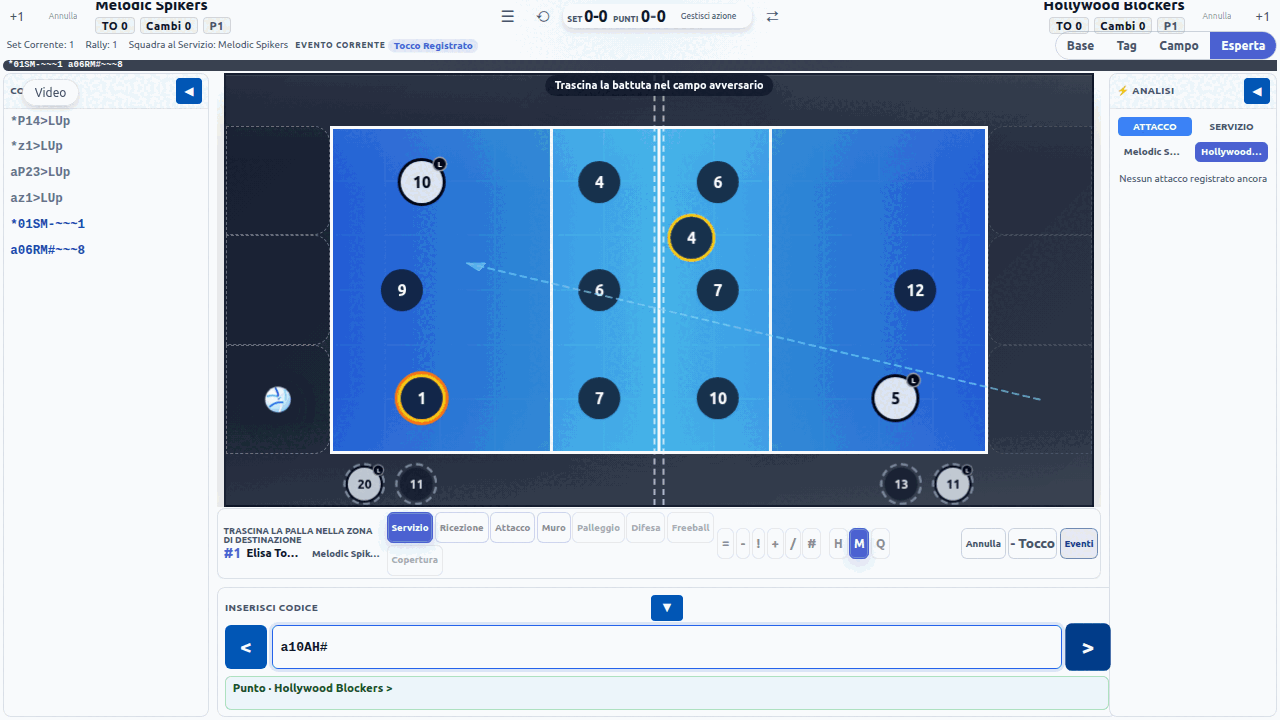 +1
Annulla
Melodic Spikers
TO 0
Cambi 0
P1
SET 0-0 PUNTI 0-0 Gestisci azione
Hollywood Blockers
TO 0
Cambi 0
P1
Annulla
+1
Set Corrente: 1 Rally: 1 Squadra al Servizio: Melodic Spikers EVENTO CORRENTE Tocco Registrato
Base
Tag
Campo
Esperta
*01SM-~~~1 a06RM#~~~8
Video
*P14>LUp
*z1>LUp
aP23>LUp
az1>LUp
*01SM-~~~1
a06RM#~~~8
Trascina la battuta nel campo avversario
10 L
4
6
4
9
6
7
12
1
7
10
5 L
20 L
11
13
11 L
ANALISI
ATTACCO
SERVIZIO
Melodic S...
Hollywood...
Nessun attacco registrato ancora
TRASCINA LA PALLA NELLA ZONA
DI DESTINAZIONE
#1 Elisa To... Melodic Spik...
Servizio
Ricezione
Attacco
Muro
Palleggio
Difesa
Freeball
Copertura
= - ! + / # H M Q
Annulla
- Tocco
Eventi
INSERISCI CODICE
<
a10AH#
>
Punto · Hollywood Blockers >